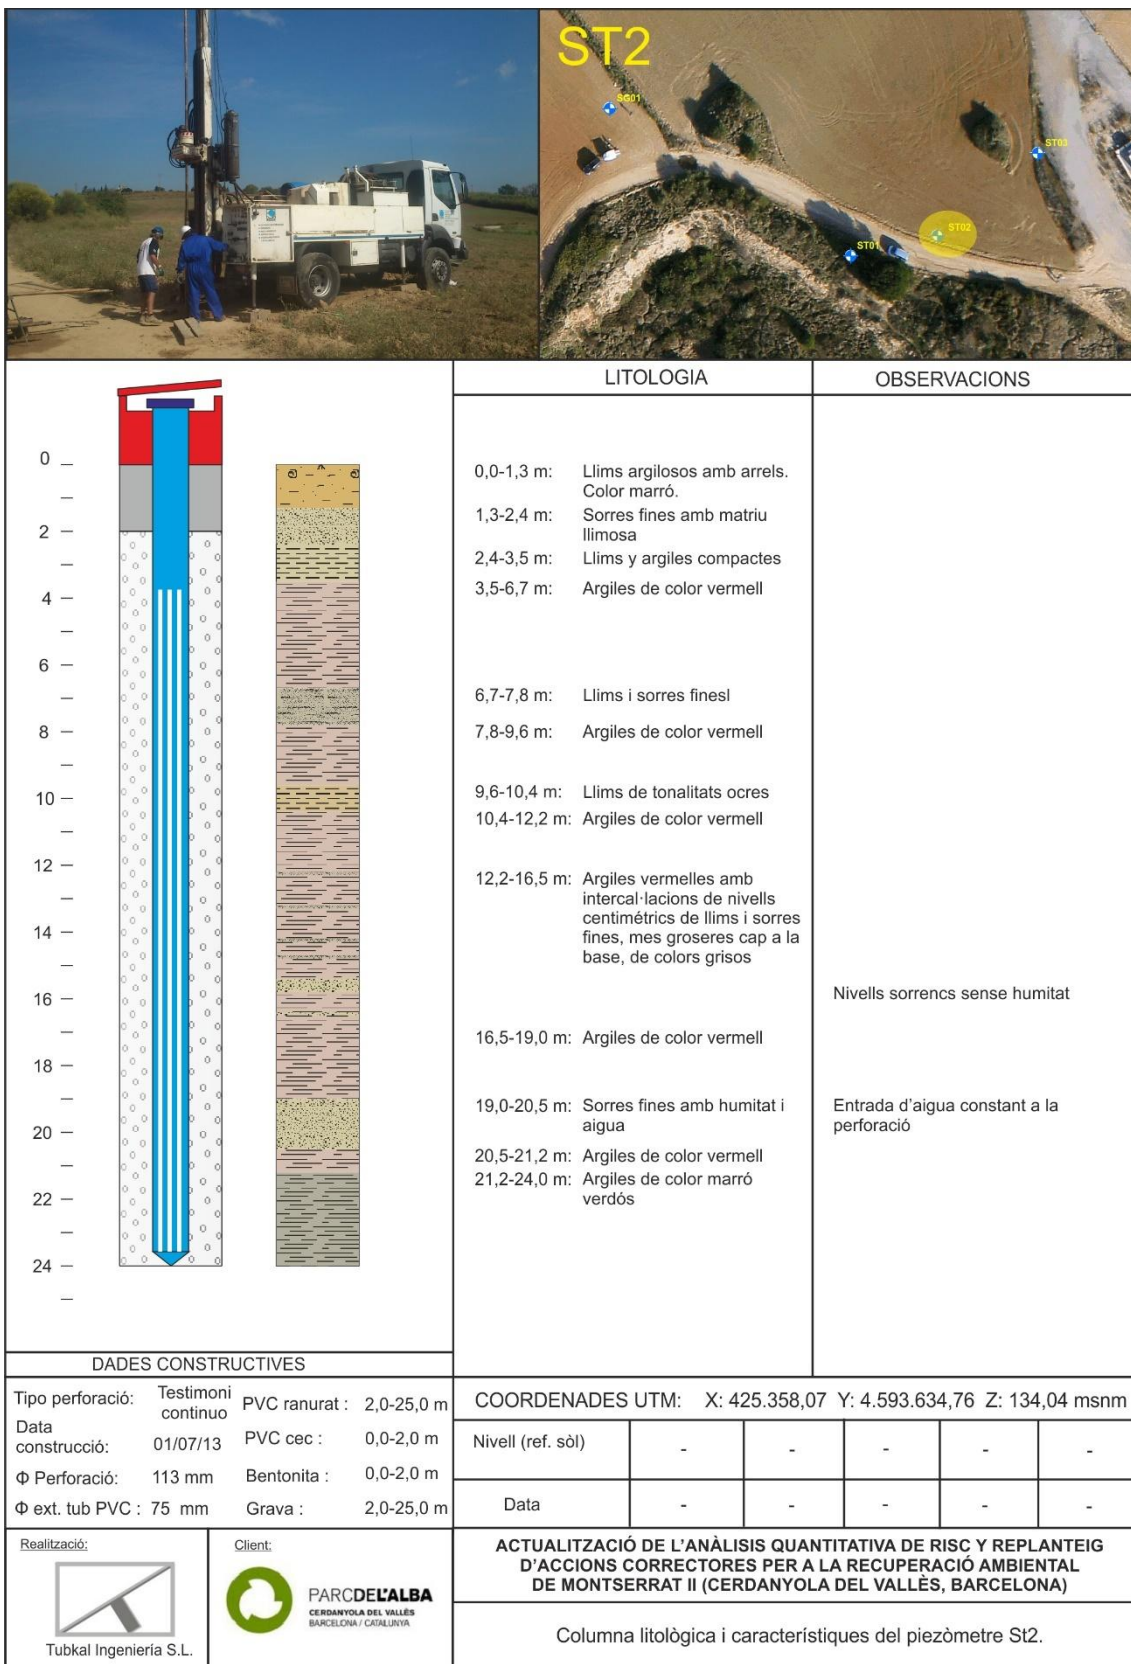 ST2
SG01
ST03
ST02
ST01
LITOLOGIA
OBSERVACIONS
0
2
4
6
8
10
12
14
16
18
20
22
24
0,0-1,3 m: Llims argilosos amb arrels.
Color marró.
1,3-2,4 m: Sorres fines amb matriu
llimosa
2,4-3,5 m: Llims y argiles compactes
3,5-6,7 m: Argiles de color vermell
6,7-7,8 m: Llims i sorres finesl
7,8-9,6 m: Argiles de color vermell
9,6-10,4 m: Llims de tonalitats ocres
10,4-12,2 m: Argiles de color vermell
12,2-16,5 m: Argiles vermelles amb
intercal·lacions de nivells
centimétrics de llims i sorres
fines, mes groseres cap a la
base, de colors grisos
16,5-19,0 m: Argiles de color vermell
19,0-20,5 m: Sorres fines amb humitat i
aigua
20,5-21,2 m: Argiles de color vermell
21,2-24,0 m: Argiles de color marró
verdós
Nivells sorrencs sense humitat
Entrada d'aigua constant a la
perforació
DADES CONSTRUCTIVES
Tipo perforació: Testimoni
continuo
Data
construcció: 01/07/13
Φ Perforació: 113 mm
Φ ext. tub PVC : 75 mm
PVC ranurat : 2,0-25,0 m
PVC cec : 0,0-2,0 m
Bentonita : 0,0-2,0 m
Grava : 2,0-25,0 m
COORDENADES UTM: X: 425.358,07 Y: 4.593.634,76 Z: 134,04 msnm
Nivell (ref. sòl) - - - - -
Data - - - - -
Realització:
Tubkal Ingeniería S.L.
Client:
PARCDEL'ALBA
CERDANYOLA DEL VALLÈS
BARCELONA / CATALUNYA
ACTUALITZACIÓ DE L'ANÀLISIS QUANTITATIVA DE RISC Y REPLANTEIG
D'ACCIONS CORRECTORES PER A LA RECUPERACIÓ AMBIENTAL
DE MONTSERRAT II (CERDANYOLA DEL VALLÈS, BARCELONA)
Columna litològica i característiques del piezòmetre St2.